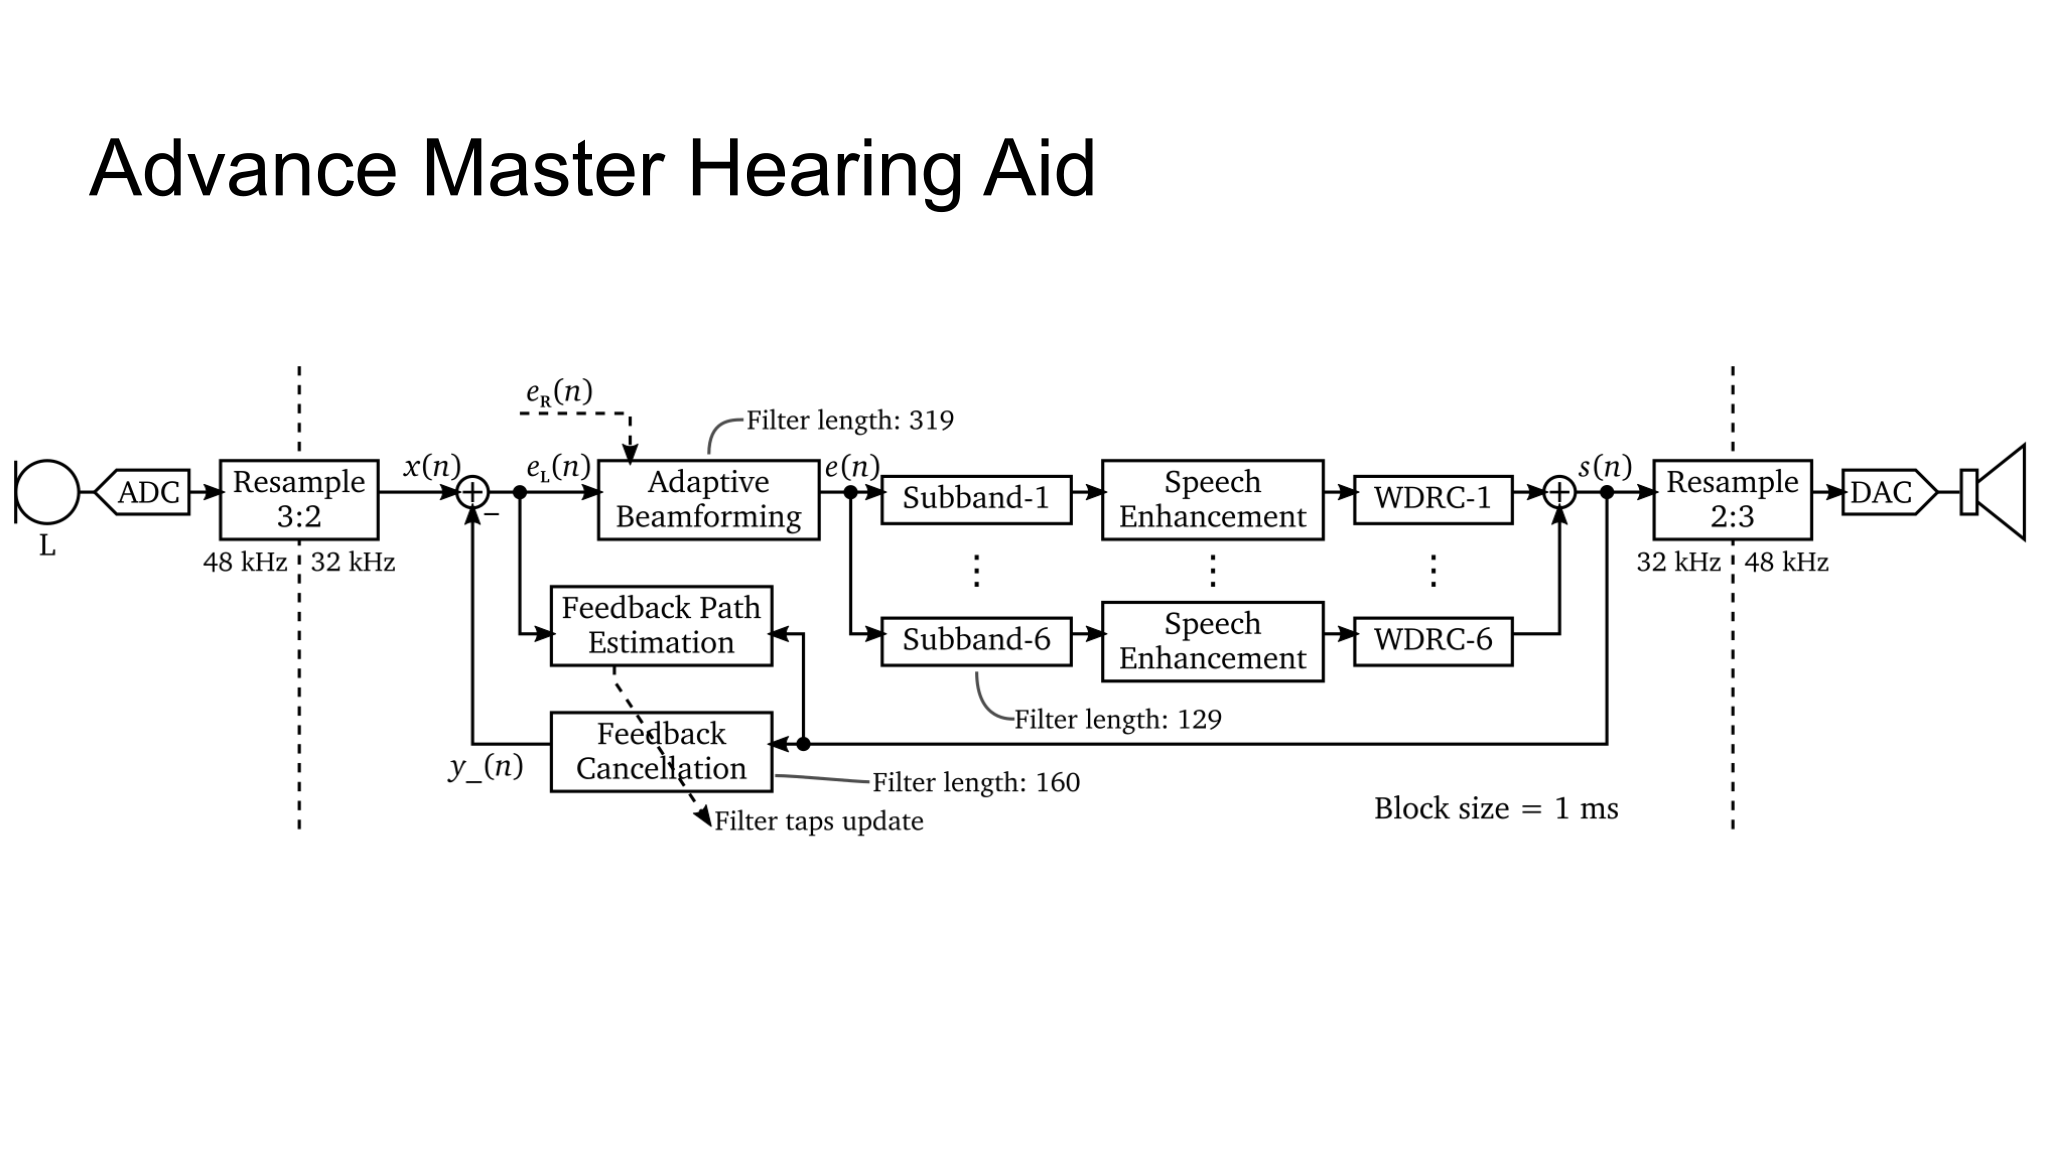 Advance Master Hearing Aid
e_R(n)
Filter length: 319
L
ADC
Resample
3:2
48 kHz
32 kHz
x(n)
+
−
e_L(n)
Adaptive
Beamforming
e(n)
Subband-1
Speech
Enhancement
WDRC-1
+
s(n)
Resample
2:3
32 kHz
48 kHz
DAC
Feedback Path
Estimation
Subband-6
Speech
Enhancement
WDRC-6
Filter length: 129
Feedback
Cancellation
y_(n)
Filter length: 160
Filter taps update
Block size = 1 ms